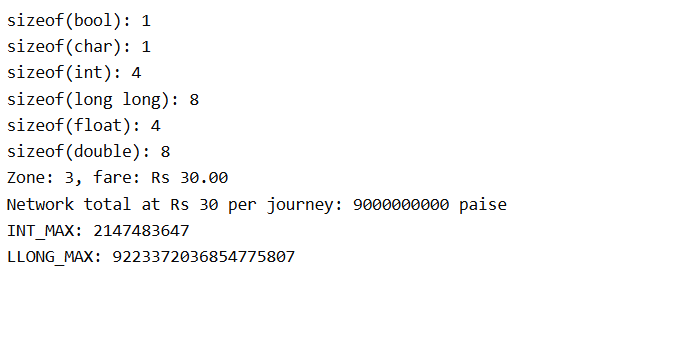 sizeof(bool): 1
sizeof(char): 1
sizeof(int): 4
sizeof(long long): 8
sizeof(float): 4
sizeof(double): 8
Zone: 3, fare: Rs 30.00
Network total at Rs 30 per journey: 9000000000 paise
INT_MAX: 2147483647
LLONG_MAX: 9223372036854775807